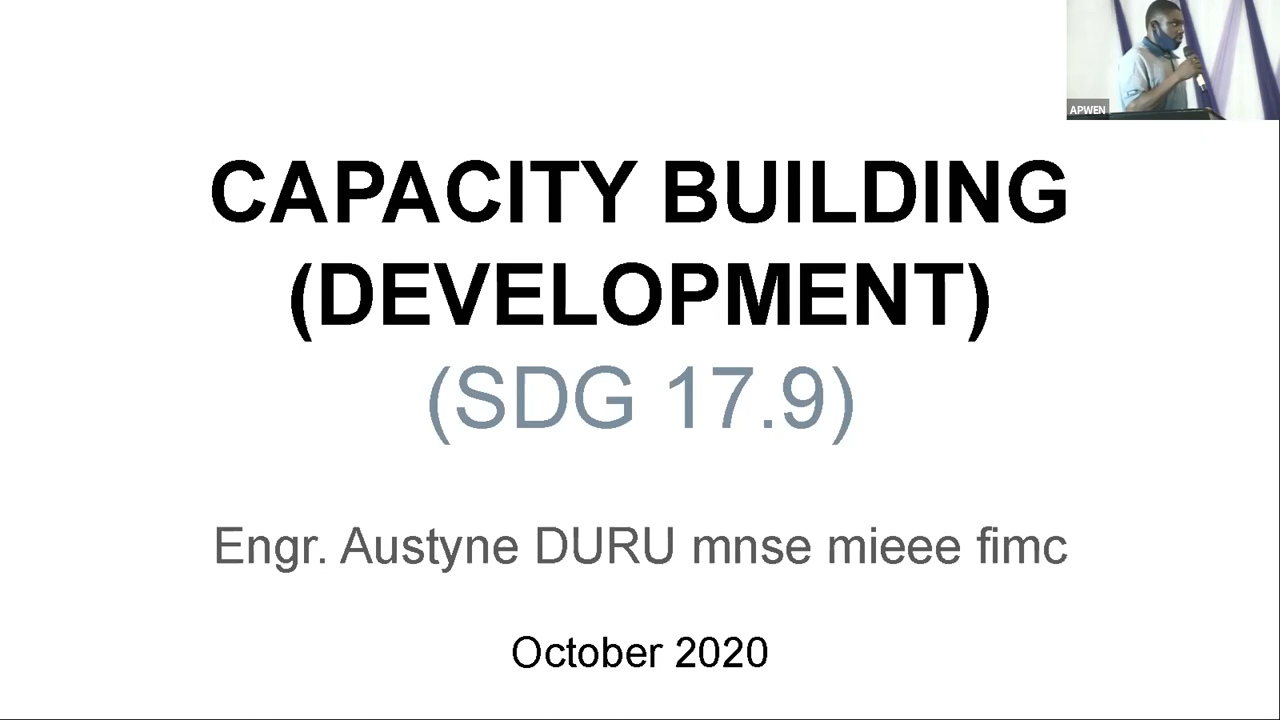 APWEN
CAPACITY BUILDING
(DEVELOPMENT)
(SDG 17.9)
Engr. Austyne DURU mnse mieee fimc
October 2020